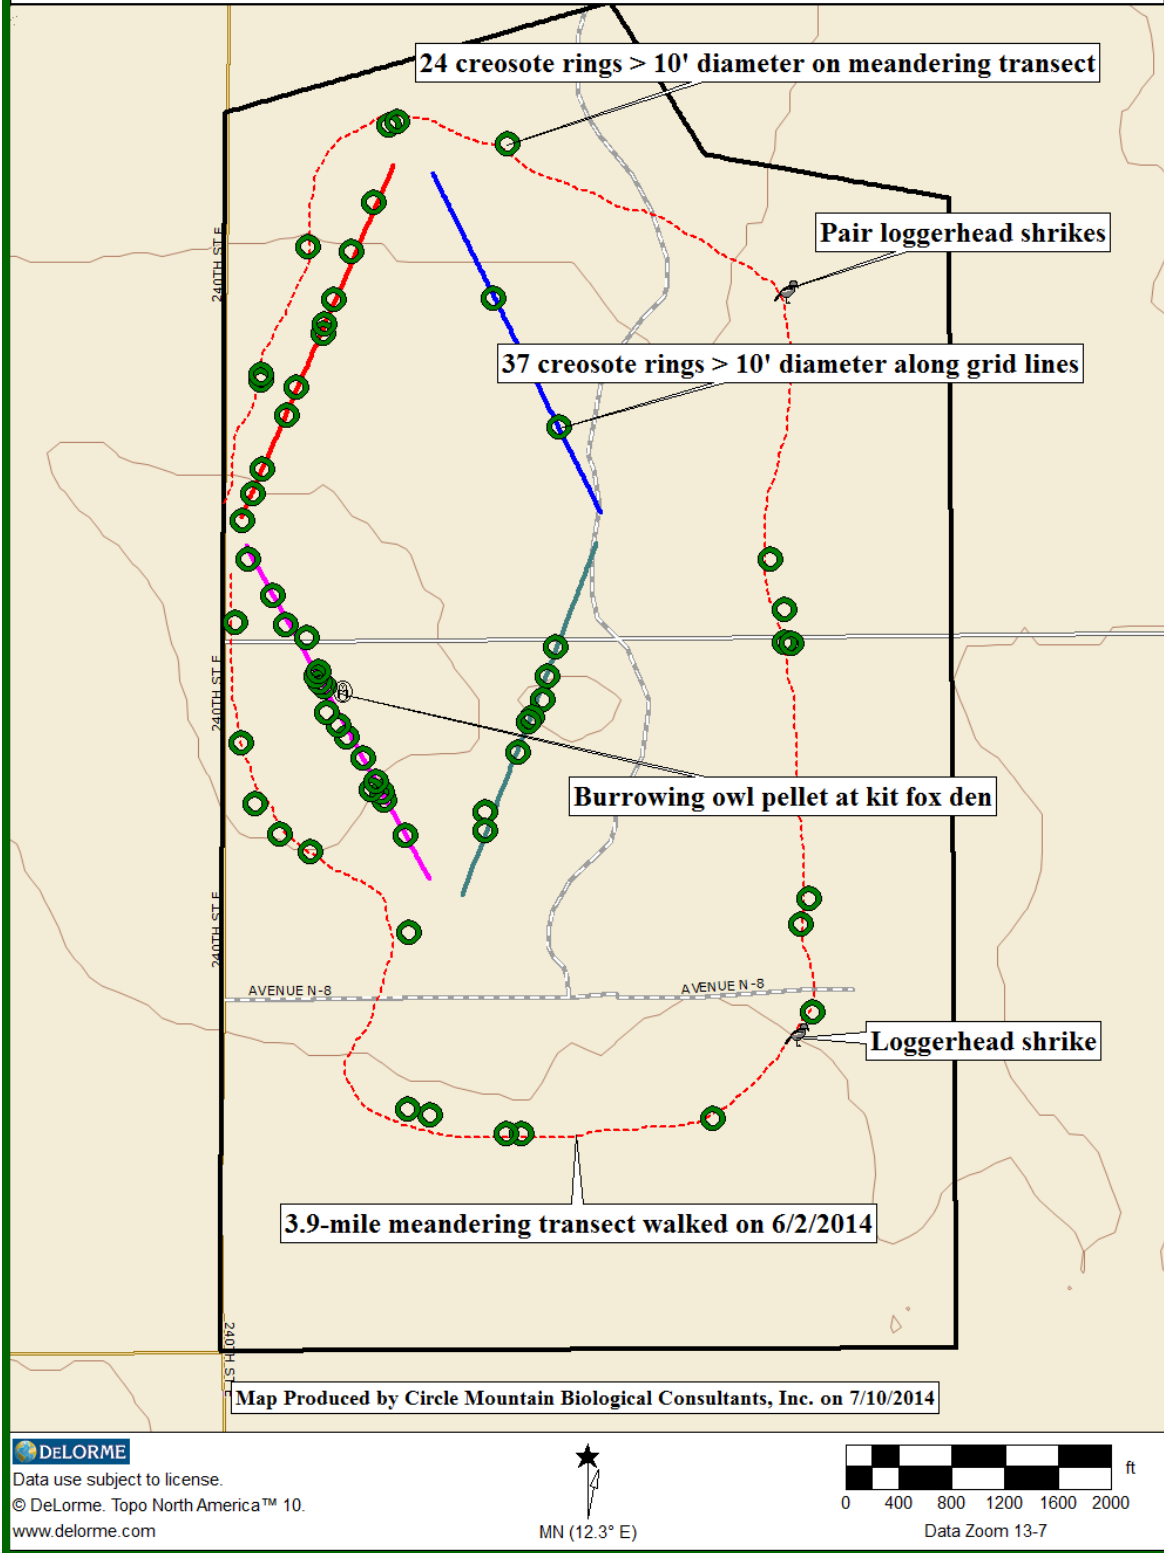 24 creosote rings > 10' diameter on meandering transect
Pair loggerhead shrikes
240TH ST E
37 creosote rings > 10' diameter along grid lines
240TH ST E
Burrowing owl pellet at kit fox den
240TH ST E
AVENUE N-8
AVENUE N-8
Loggerhead shrike
3.9-mile meandering transect walked on 6/2/2014
240TH ST E
Map Produced by Circle Mountain Biological Consultants, Inc. on 7/10/2014
DELORME
Data use subject to license.
© DeLorme. Topo North America™ 10.
www.delorme.com
MN (12.3° E)
ft
0 400 800 1200 1600 2000
Data Zoom 13-7